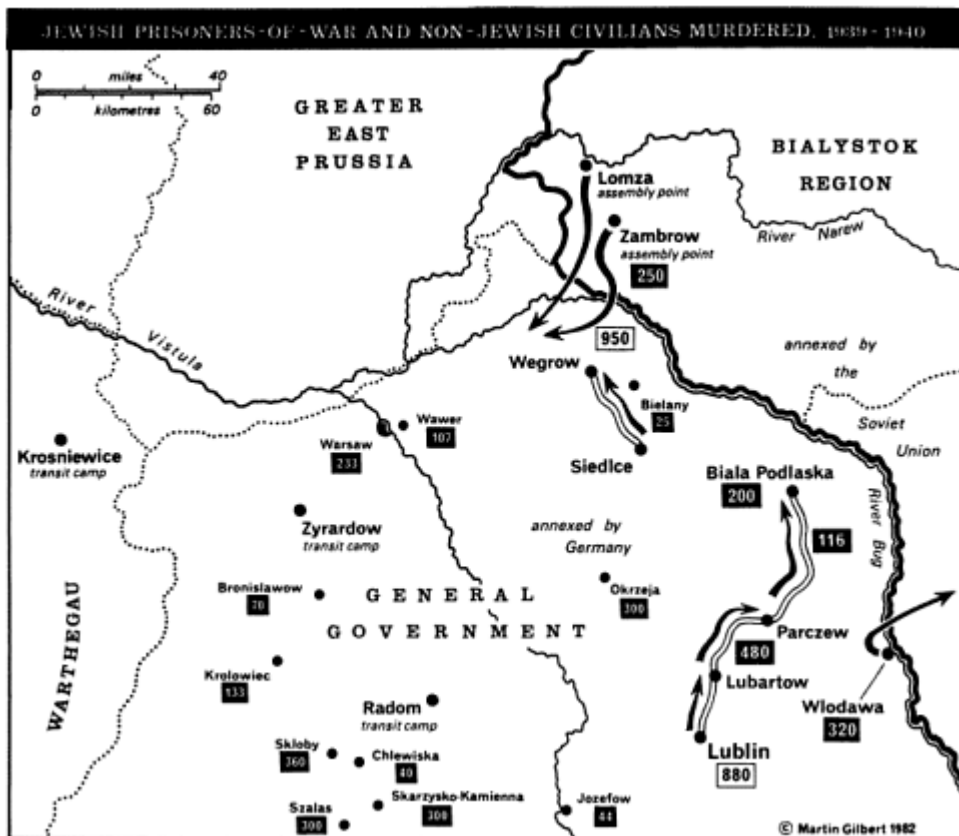 JEWISH PRISONERS-OF-WAR AND NON-JEWISH CIVILIANS MURDERED, 1939-1940
0 miles 40
0 kilometres 60
GREATER
EAST
PRUSSIA
BIALYSTOK
REGION
Lomza
assembly point
Zambrow
assembly point
250
River Narew
River Vistula
950
Wegrow
annexed by
the
Soviet
Union
Bielany
25
Wawer
107
Warsaw
233
Krosniewice
transit camp
Siedlce
Biala Podlaska
200
River Bug
Zyrardow
transit camp
annexed by
Germany
116
Bronislawow
70
GENERAL
GOVERNMENT
Okrzeja
300
Parczew
480
WARTHEGAU
Krolowiec
133
Lubartow
Wlodawa
320
Radom
transit camp
Skloby
360
Chlewiska
40
Lublin
880
Skarzysko-Kamienna
300
Szalas
300
Jozefow
44
© Martin Gilbert 1982